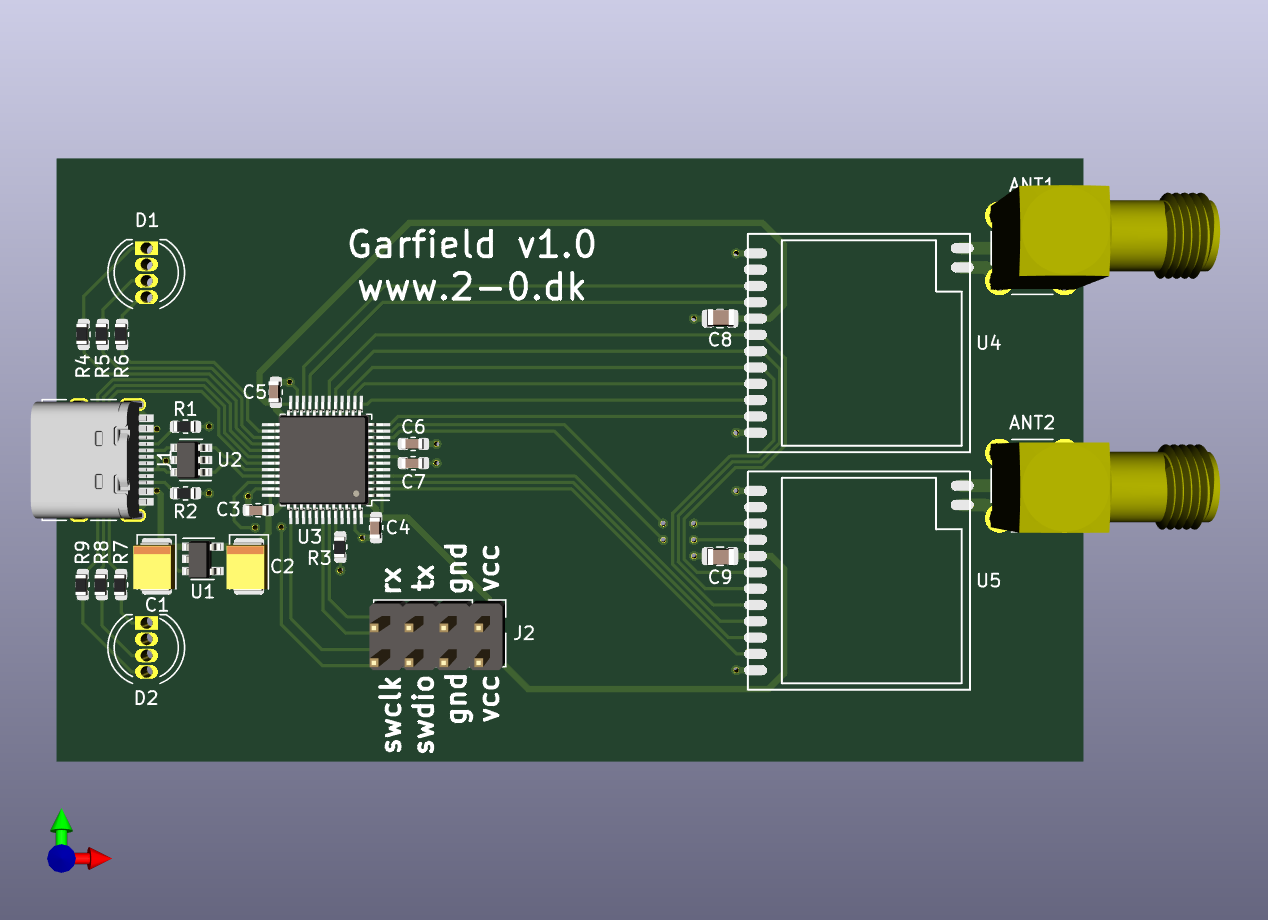 ANT1
D1
Garfield v1.0
www.2-0.dk
C8
U4
R4
R5
R6
C5
R1
ANT2
C6
J1
U2
C7
R2
C3
C4
U3
R3
R9
R8
R7
C2
C9
U5
U1
C1
rx
tx
gnd
vcc
J2
D2
swclk
swdio
gnd
vcc